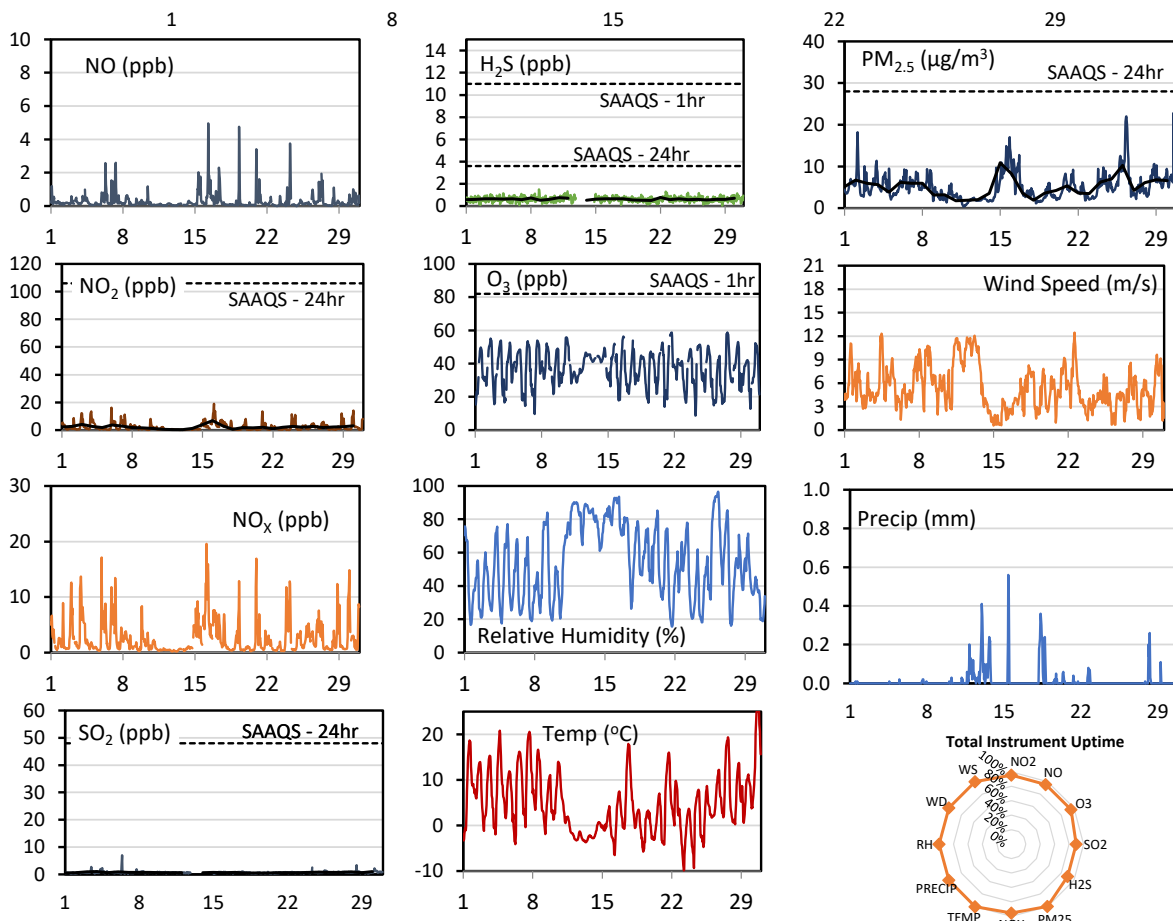 1 8 15 22 29
NO (ppb)
10
8
6
4
2
0
1 8 15 22 29
H₂S (ppb)
SAAQS - 1hr
SAAQS - 24hr
14
12
10
8
6
4
2
0
1 8 15 22 29
PM₂.₅ (µg/m³)
SAAQS - 24hr
40
30
20
10
0
1 8 15 22 29
NO₂ (ppb)
SAAQS - 24hr
120
100
80
60
40
20
0
1 8 15 22 29
O₃ (ppb)
SAAQS - 1hr
100
80
60
40
20
0
1 8 15 22 29
Wind Speed (m/s)
21
18
15
12
9
6
3
0
1 8 15 22 29
NOₓ (ppb)
30
20
10
0
1 8 15 22 29
Relative Humidity (%)
100
80
60
40
20
0
1 8 15 22 29
Precip (mm)
1.0
0.8
0.6
0.4
0.2
0.0
1 8 15 22 29
SO₂ (ppb)
SAAQS - 24hr
60
50
40
30
20
10
0
1 8 15 22 29
Temp (°C)
20
10
0
-10
1 8 15 22 29
Total Instrument Uptime
100%
80%
60%
40%
20%
0%
NO2
NO
O3
SO2
H2S
PM25
TEMP
PRECIP
RH
WD
WS